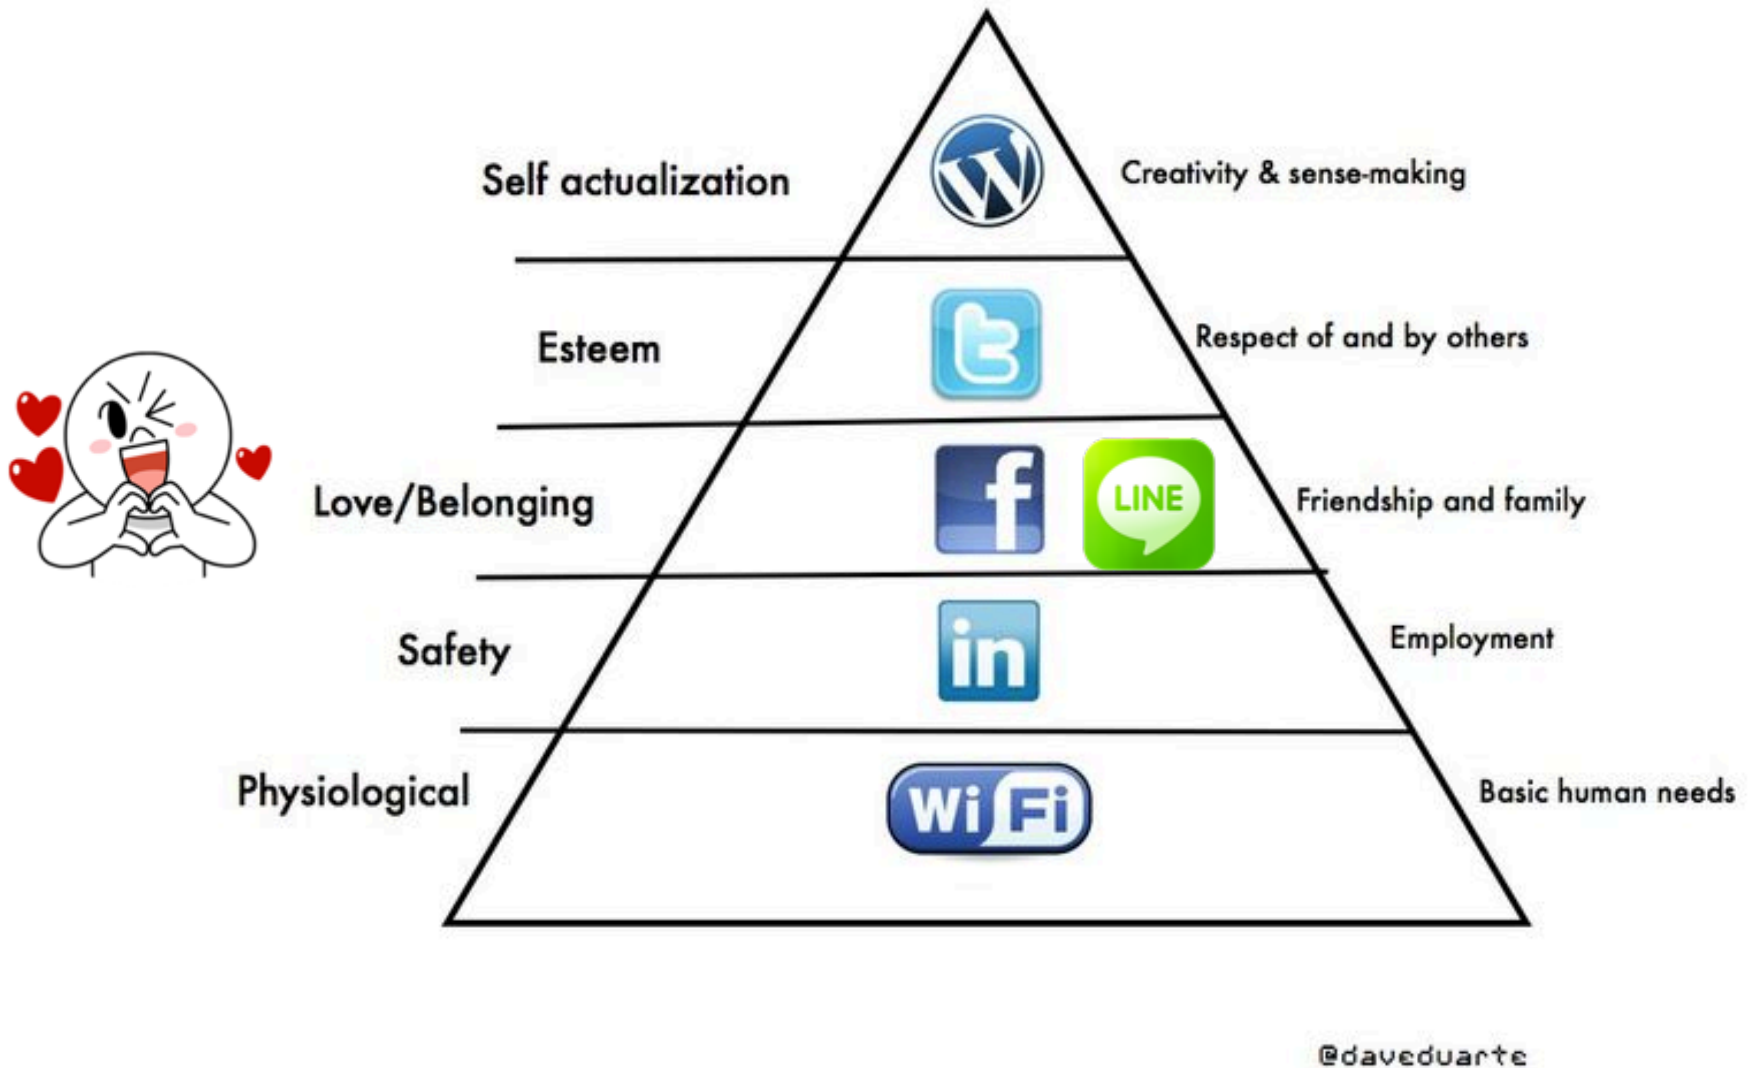 Self actualization
Creativity & sense-making
Esteem
Respect of and by others
Love/Belonging
LINE
Friendship and family
Safety
in
Employment
Physiological
Wi Fi
Basic human needs
@daveduarte